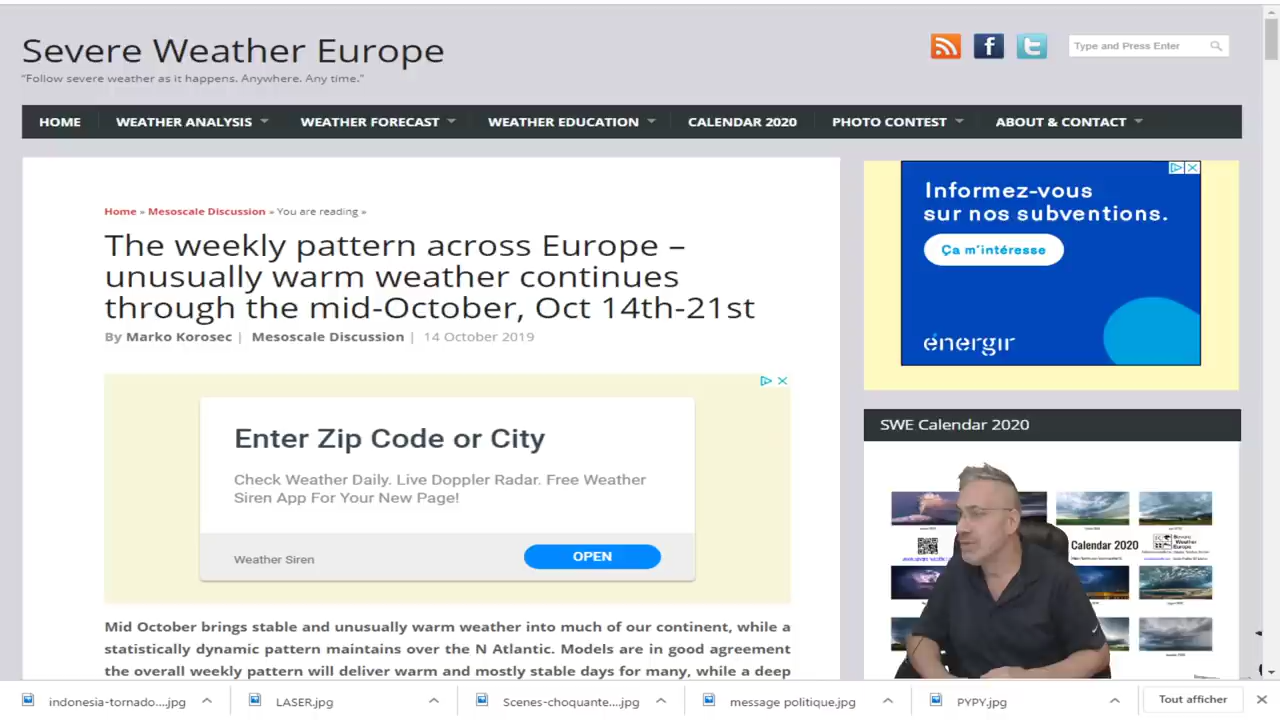 Severe Weather Europe
"Follow severe weather as it happens. Anywhere. Any time."
Type and Press Enter
HOME
WEATHER ANALYSIS
WEATHER FORECAST
WEATHER EDUCATION
CALENDAR 2020
PHOTO CONTEST
ABOUT & CONTACT
Home » Mesoscale Discussion » You are reading »
The weekly pattern across Europe –
unusually warm weather continues
through the mid-October, Oct 14th-21st
By Marko Korosec | Mesoscale Discussion | 14 October 2019
Enter Zip Code or City
Check Weather Daily. Live Doppler Radar. Free Weather
Siren App For Your New Page!
Weather Siren
OPEN
Mid October brings stable and unusually warm weather into much of our continent, while a
statistically dynamic pattern maintains over the N Atlantic. Models are in good agreement
the overall weekly pattern will deliver warm and mostly stable days for many, while a deep
Informez-vous
sur nos subventions.
Ça m'intéresse
énergir
SWE Calendar 2020
Calendar 2020
Severe
Weather
Europe
indonesia-tornado....jpg
LASER.jpg
Scenes-choquante....jpg
message politique.jpg
PYPY.jpg
Tout afficher